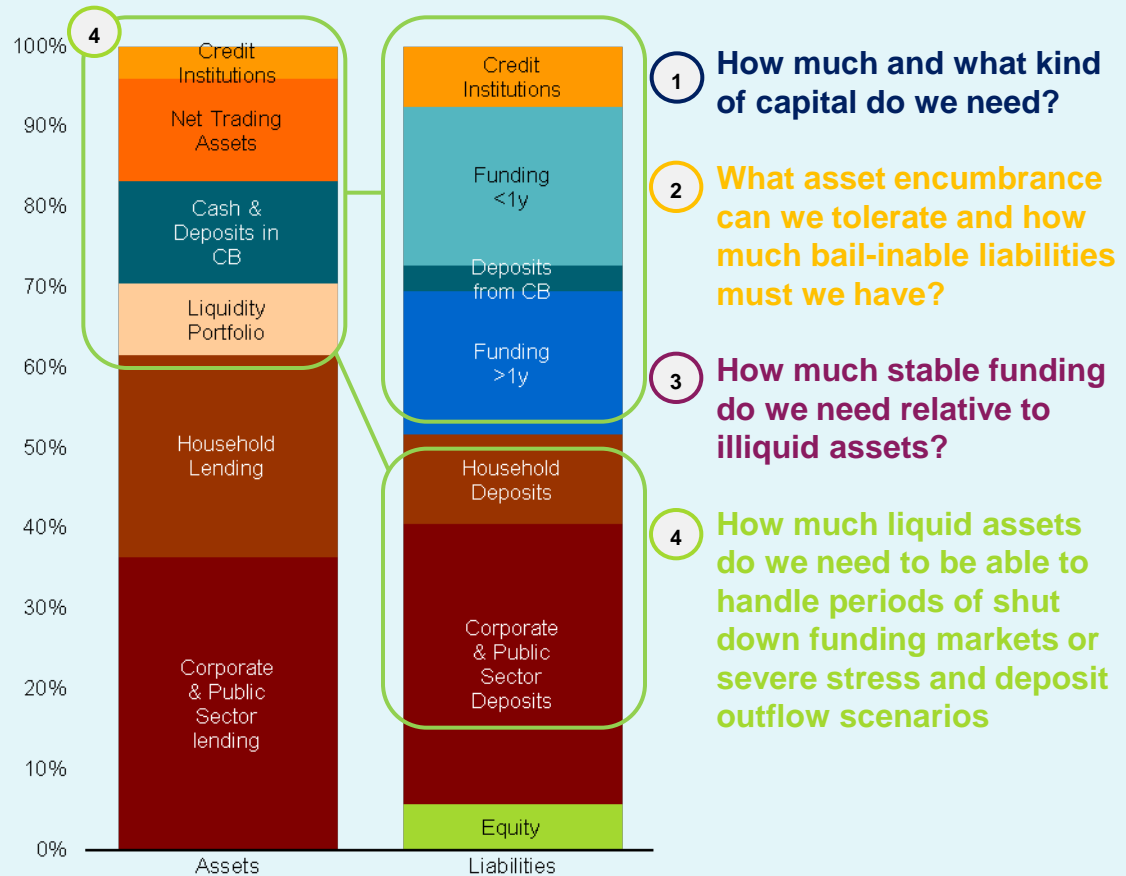 4
100%
90%
80%
70%
60%
50%
40%
30%
20%
10%
0%
Credit
Institutions
Net Trading
Assets
Cash &
Deposits in
CB
Liquidity
Portfolio
Household
Lending
Corporate
& Public
Sector
lending
Assets
Credit
Institutions
Funding
<1y
Deposits
from CB
Funding
>1y
Household
Deposits
Corporate
& Public
Sector
Deposits
Equity
Liabilities
1
How much and what kind
of capital do we need?
2
What asset encumbrance
can we tolerate and how
much bail-inable liabilities
must we have?
3
How much stable funding
do we need relative to
illiquid assets?
4
How much liquid assets
do we need to be able to
handle periods of shut
down funding markets or
severe stress and deposit
outflow scenarios